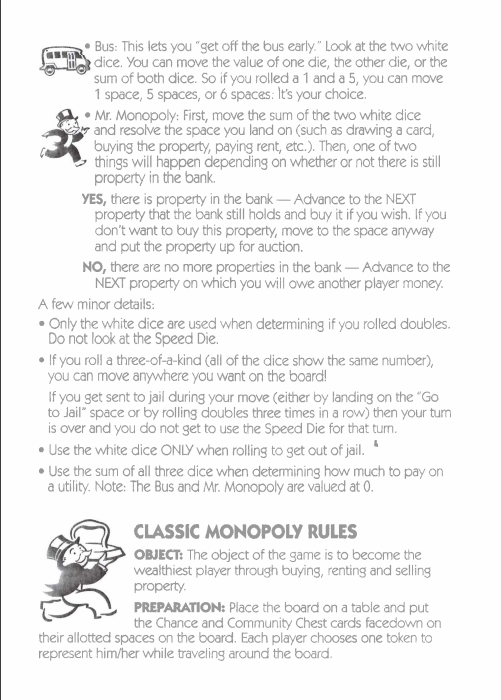 • Bus: This lets you “get off the bus early.” Look at the two white
dice. You can move the value of one die, the other die, or the
sum of both dice. So if you rolled a 1 and a 5, you can move
1 space, 5 spaces, or 6 spaces: It's your choice.
• Mr. Monopoly: First, move the sum of the two white dice
and resolve the space you land on (such as drawing a card,
buying the property, paying rent, etc.). Then, one of two
things will happen depending on whether or not there is still
property in the bank.
YES, there is property in the bank — Advance to the NEXT
property that the bank still holds and buy it if you wish. If you
don't want to buy this property, move to the space anyway
and put the property up for auction.
NO, there are no more properties in the bank — Advance to the
NEXT property on which you will owe another player money.
A few minor details:
• Only the white dice are used when determining if you rolled doubles.
Do not look at the Speed Die.
• If you roll a three-of-a-kind (all of the dice show the same number),
you can move anywhere you want on the board!
If you get sent to jail during your move (either by landing on the “Go
to Jail” space or by rolling doubles three times in a row) then your turn
is over and you do not get to use the Speed Die for that turn.
• Use the white dice ONLY when rolling to get out of jail.
• Use the sum of all three dice when determining how much to pay on
a utility. Note: The Bus and Mr. Monopoly are valued at 0.
CLASSIC MONOPOLY RULES
OBJECT: The object of the game is to become the
wealthiest player through buying, renting and selling
property.
PREPARATION: Place the board on a table and put
the Chance and Community Chest cards facedown on
their allotted spaces on the board. Each player chooses one token to
represent him/her while traveling around the board.